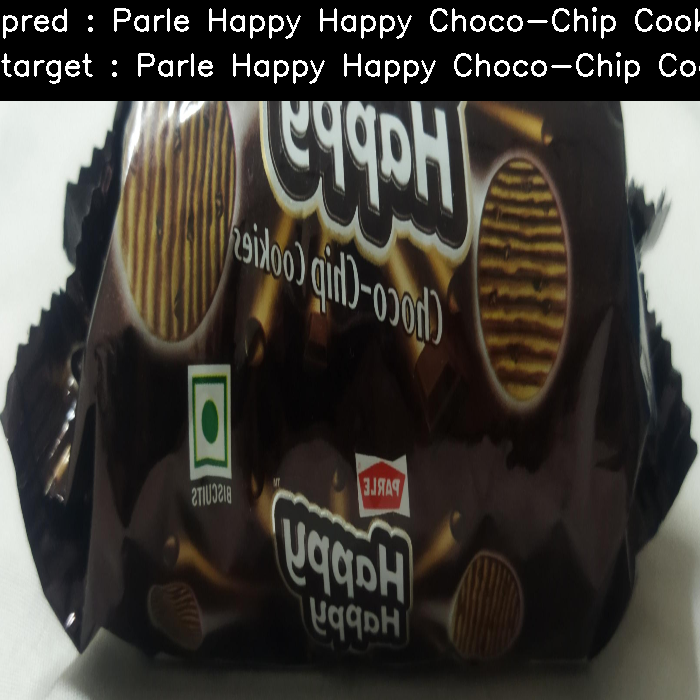 pred : Parle Happy Happy Choco-Chip Cook
target : Parle Happy Happy Choco-Chip Co
Happy
Choco-Chip Cookies
BISCUITS
PARLE
Happy
Happy
TM